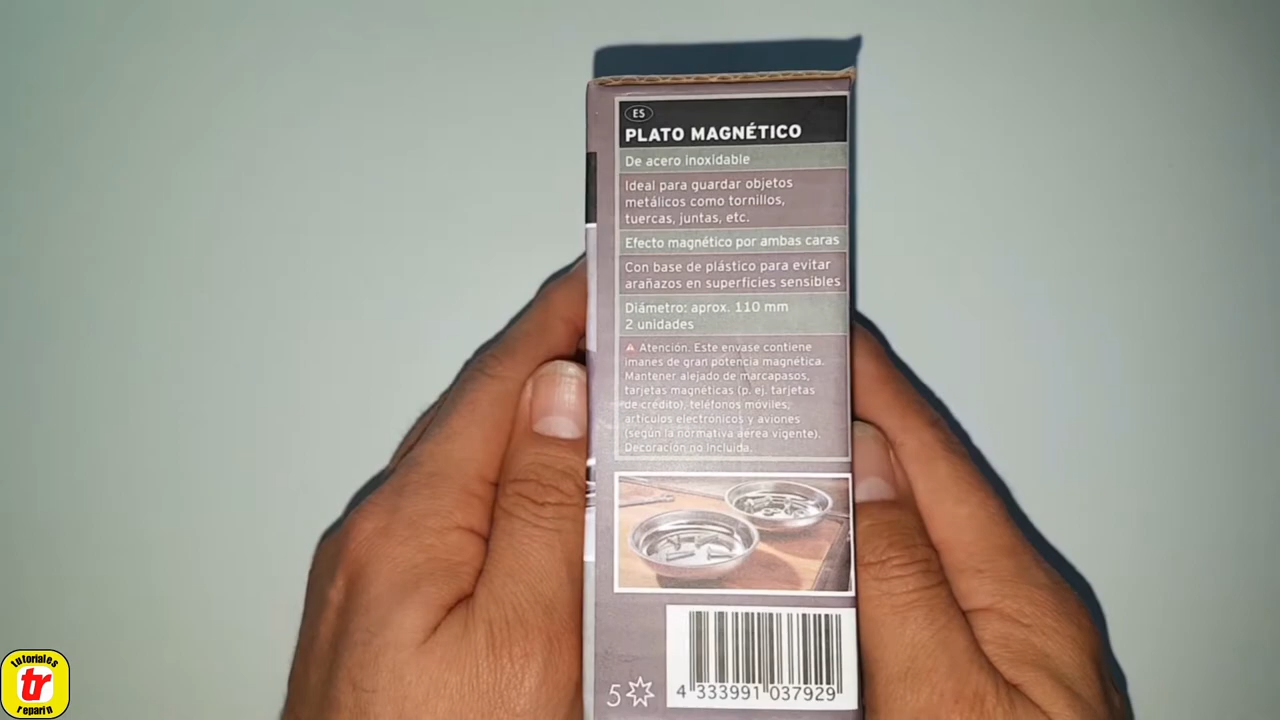 ES
PLATO MAGNÉTICO
De acero inoxidable
Ideal para guardar objetos
metálicos como tornillos,
tuercas, juntas, etc.
Efecto magnético por ambas caras
Con base de plástico para evitar
arañazos en superficies sensibles
Diámetro: aprox. 110 mm
2 unidades
Atención. Este envase contiene
imanes de gran potencia magnética.
Mantener alejado de marcapasos,
tarjetas magnéticas (p. ej. tarjetas
de crédito), teléfonos móviles,
artículos electrónicos y aviones
(según la normativa aérea vigente).
Decoración no incluida.
5
4 333991 037929
tutoriales
tr
reparin